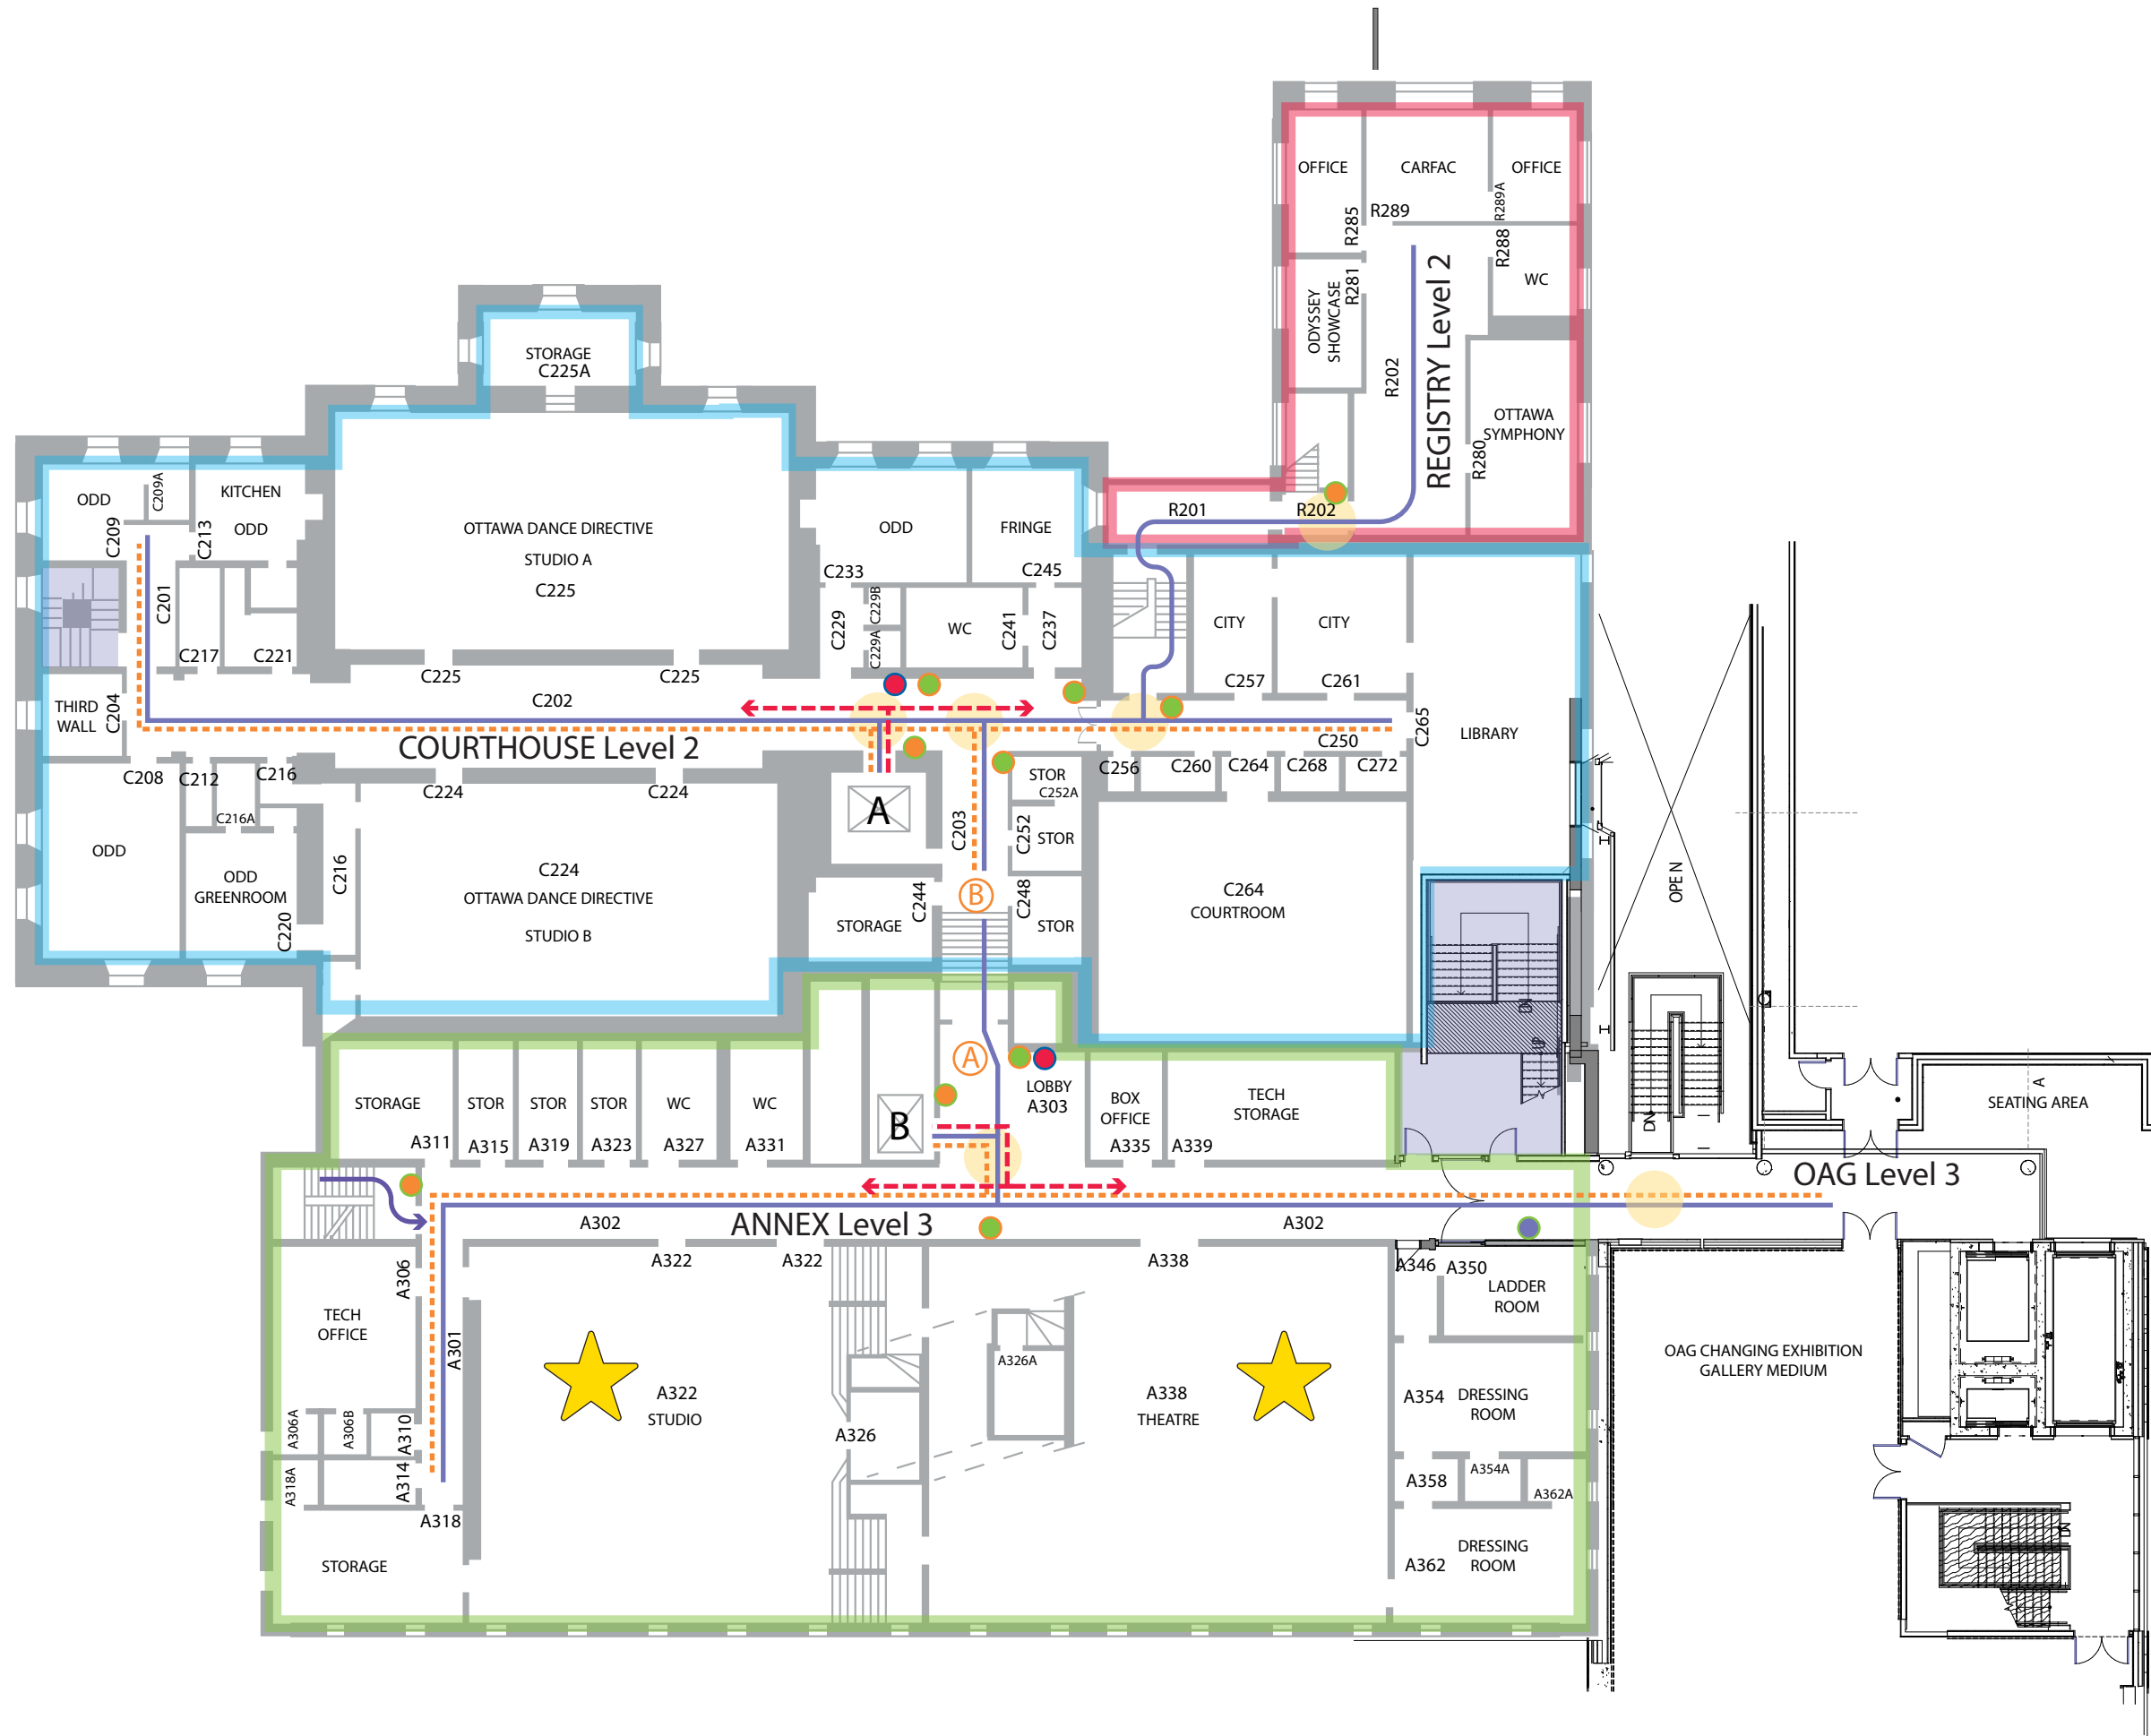 OFFICE
CARFAC
OFFICE
R285
R289
R289A
R288
WC
ODYSSEY
SHOWCASE
R281
R202
REGISTRY Level 2
OTTAWA
SYMPHONY
R280
R201
R202
STORAGE
C225A
ODD
C209A
KITCHEN
ODD
C209
C213
OTTAWA DANCE DIRECTIVE
STUDIO A
C225
ODD
FRINGE
C233
C245
C201
C217
C221
C229
C229B
C229A
WC
C241
C237
CITY
CITY
C257
C261
C225
C225
C202
THIRD
WALL
C204
COURTHOUSE Level 2
C250
C265
LIBRARY
C208
C212
C216
C224
C224
C216A
A
C203
STOR
C252A
C252
STOR
C256
C260
C264
C268
C272
ODD
ODD
GREENROOM
C216
C220
C224
OTTAWA DANCE DIRECTIVE
STUDIO B
STORAGE
C244
B
C248
STOR
C264
COURTROOM
OPE N
DN
UP
DN
A
LOBBY
A303
B
STORAGE
A311
STOR
A315
STOR
A319
STOR
A323
WC
A327
WC
A331
BOX
OFFICE
A335
TECH
STORAGE
A339
A
SEATING AREA
OAG Level 3
ANNEX Level 3
A302
A302
A306
A322
A322
A338
A346
A350
LADDER
ROOM
TECH
OFFICE
A301
A326A
OAG CHANGING EXHIBITION
GALLERY MEDIUM
A322
STUDIO
A338
THEATRE
A354
DRESSING
ROOM
A306A
A306B
A310
A326
A318A
A314
A358
A354A
A362A
A318
STORAGE
A362
DRESSING
ROOM
DN